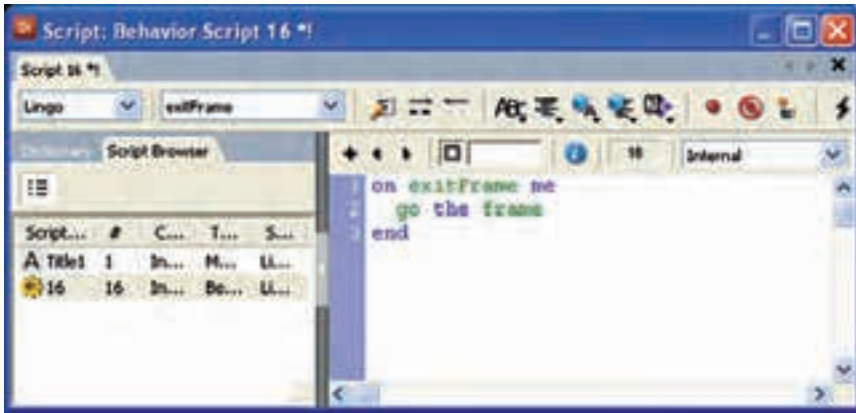 Script: Behavior Script 16 *!
Script 16 *!
Lingo exitFrame
Dictionary Script Browser
16 Internal
Script... # C... T... S...
A Title1 1 In... M... Li...
16 16 In... Be... Li...
on exitFrame me
go the frame
end